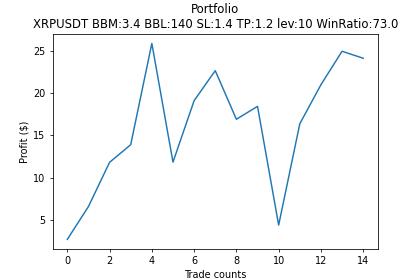 Portfolio
XRPUSDT BBM:3.4 BBL:140 SL:1.4 TP:1.2 lev:10 WinRatio:73.0
25
20
15
10
5
Profit ($)
0 2 4 6 8 10 12 14
Trade counts